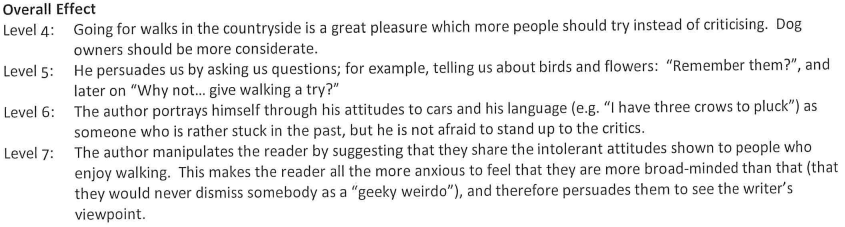 Overall Effect
Level 4: Going for walks in the countryside is a great pleasure which more people should try instead of criticising. Dog
owners should be more considerate.
Level 5: He persuades us by asking us questions; for example, telling us about birds and flowers: "Remember them?", and
later on "Why not... give walking a try?"
Level 6: The author portrays himself through his attitudes to cars and his language (e.g. "I have three crows to pluck") as
someone who is rather stuck in the past, but he is not afraid to stand up to the critics.
Level 7: The author manipulates the reader by suggesting that they share the intolerant attitudes shown to people who
enjoy walking. This makes the reader all the more anxious to feel that they are more broad-minded than that (that
they would never dismiss somebody as a "geeky weirdo"), and therefore persuades them to see the writer's
viewpoint.